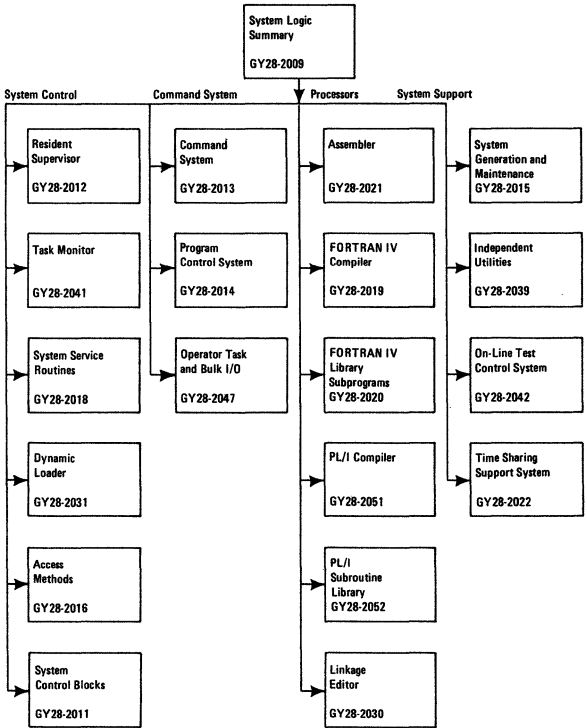 System Logic
Summary
GY28-2009
System Control
Command System
Processors
System Support
Resident
Supervisor
GY28-2012
Task Monitor
GY28-2041
System Service
Routines
GY28-2018
Dynamic
Loader
GY28-2031
Access
Methods
GY28-2016
System
Control Blocks
GY28-2011
Command
System
GY28-2013
Program
Control System
GY28-2014
Operator Task
and Bulk I/O
GY28-2047
Assembler
GY28-2021
FORTRAN IV
Compiler
GY28-2019
FORTRAN IV
Library
Subprograms
GY28-2020
PL/I Compiler
GY28-2051
PL/I
Subroutine
Library
GY28-2052
Linkage
Editor
GY28-2030
System
Generation and
Maintenance
GY28-2015
Independent
Utilities
GY28-2039
On-Line Test
Control System
GY28-2042
Time Sharing
Support System
GY28-2022